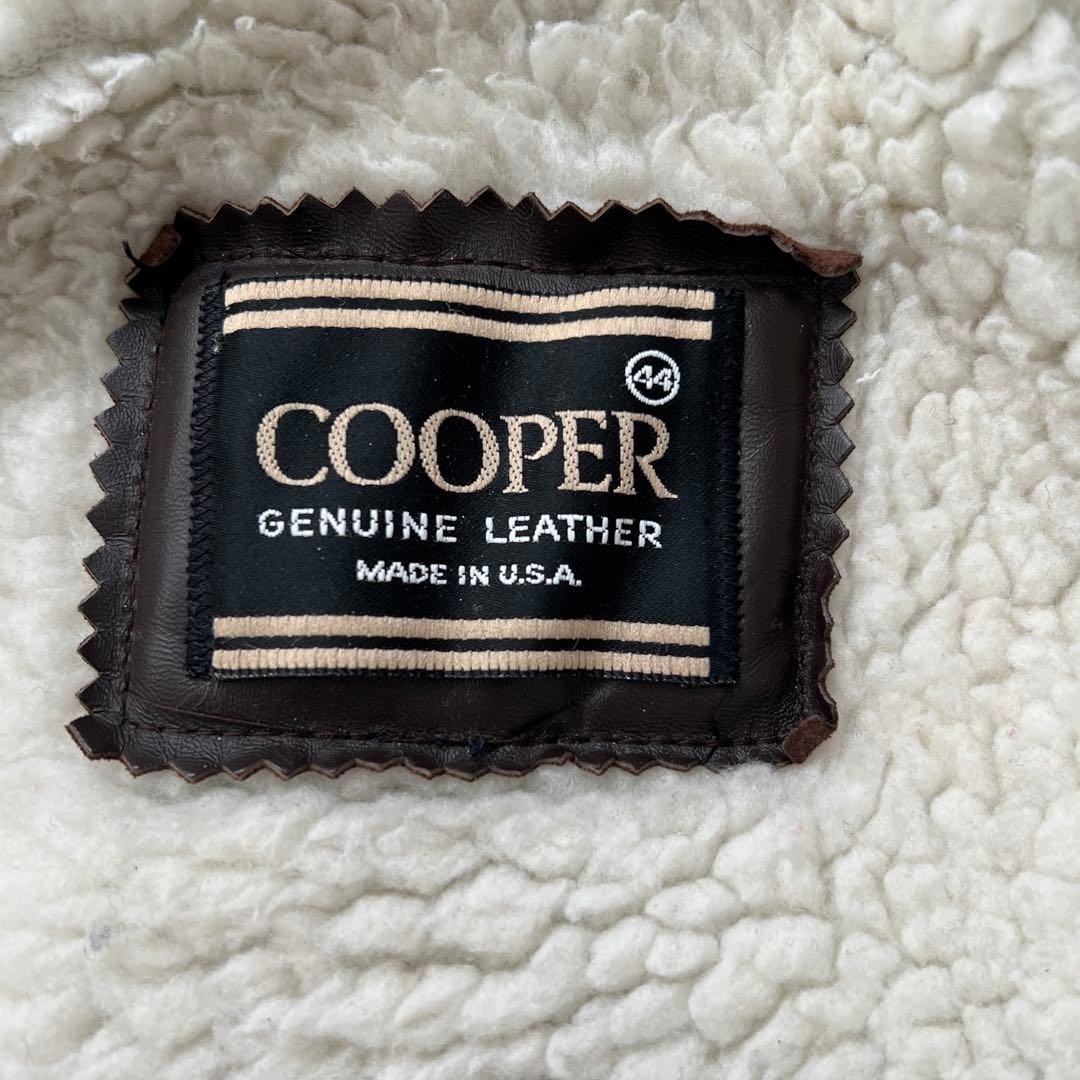 44
COOPER
GENUINE LEATHER
MADE IN U.S.A.